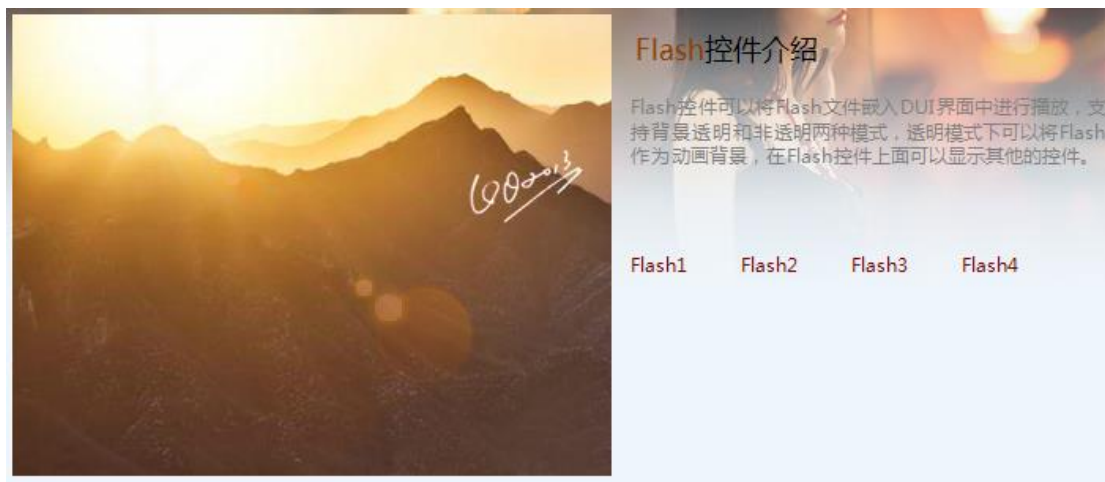 QQ2013
Flash控件介绍
Flash控件可以将Flash文件嵌入DUI界面中进行播放，支
持背景透明和非透明两种模式，透明模式下可以将Flash
作为动画背景，在Flash控件上面可以显示其他的控件。
Flash1 Flash2 Flash3 Flash4